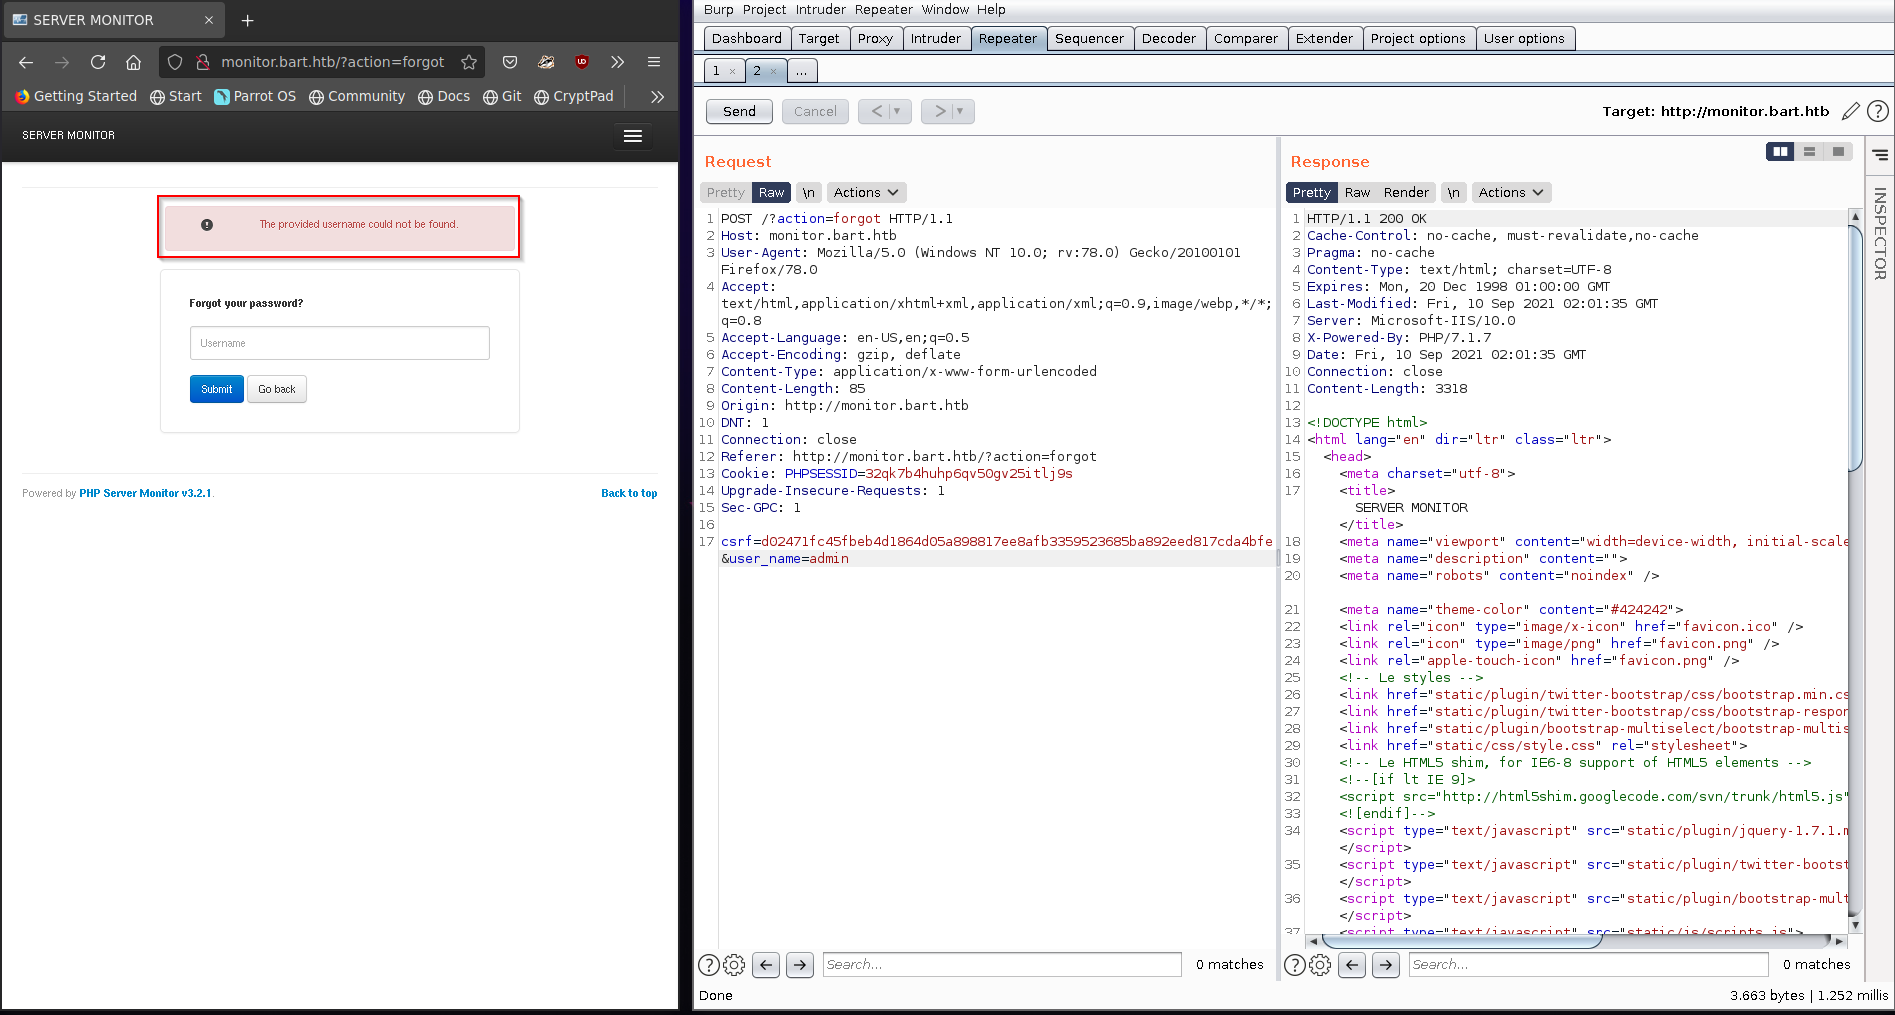 SERVER MONITOR
monitor.bart.htb/?action=forgot
Getting Started Start Parrot OS Community Docs Git CryptPad
SERVER MONITOR
The provided username could not be found.
Forgot your password?
Username
Submit Go back
Powered by PHP Server Monitor v3.2.1. Back to top
Burp Project Intruder Repeater Window Help
Dashboard Target Proxy Intruder Repeater Sequencer Decoder Comparer Extender Project options User options
1 × 2 × ...
Send Cancel < > Target: http://monitor.bart.htb
Request
Pretty Raw \n Actions
1 POST /?action=forgot HTTP/1.1
2 Host: monitor.bart.htb
3 User-Agent: Mozilla/5.0 (Windows NT 10.0; rv:78.0) Gecko/20100101
Firefox/78.0
4 Accept:
text/html,application/xhtml+xml,application/xml;q=0.9,image/webp,*/*;
q=0.8
5 Accept-Language: en-US,en;q=0.5
6 Accept-Encoding: gzip, deflate
7 Content-Type: application/x-www-form-urlencoded
8 Content-Length: 85
9 Origin: http://monitor.bart.htb
10 DNT: 1
11 Connection: close
12 Referer: http://monitor.bart.htb/?action=forgot
13 Cookie: PHPSESSID=32qk7b4huhp6qv50gv25itlj9s
14 Upgrade-Insecure-Requests: 1
15 Sec-GPC: 1
16
17 csrf=d02471fc45fbeb4d1864d05a898817ee8afb3359523685ba892eed817cda4bfe
&user_name=admin
Search... 0 matches
Response
Pretty Raw Render \n Actions
1 HTTP/1.1 200 OK
2 Cache-Control: no-cache, must-revalidate,no-cache
3 Pragma: no-cache
4 Content-Type: text/html; charset=UTF-8
5 Expires: Mon, 20 Dec 1998 01:00:00 GMT
6 Last-Modified: Fri, 10 Sep 2021 02:01:35 GMT
7 Server: Microsoft-IIS/10.0
8 X-Powered-By: PHP/7.1.7
9 Date: Fri, 10 Sep 2021 02:01:35 GMT
10 Connection: close
11 Content-Length: 3318
12
13 <!DOCTYPE html>
14 <html lang="en" dir="ltr" class="ltr">
15 <head>
16 <meta charset="utf-8">
17 <title>
SERVER MONITOR
</title>
18 <meta name="viewport" content="width=device-width, initial-scale
19 <meta name="description" content="">
20 <meta name="robots" content="noindex" />
21 <meta name="theme-color" content="#424242">
22 <link rel="icon" type="image/x-icon" href="favicon.ico" />
23 <link rel="icon" type="image/png" href="favicon.png" />
24 <link rel="apple-touch-icon" href="favicon.png" />
25 <!-- Le styles -->
26 <link href="static/plugin/twitter-bootstrap/css/bootstrap.min.cs
27 <link href="static/plugin/twitter-bootstrap/css/bootstrap-respon
28 <link href="static/plugin/bootstrap-multiselect/bootstrap-multis
29 <link href="static/css/style.css" rel="stylesheet">
30 <!-- Le HTML5 shim, for IE6-8 support of HTML5 elements -->
31 <!--[if lt IE 9]>
32 <script src="http://html5shim.googlecode.com/svn/trunk/html5.js"
33 <![endif]-->
34 <script type="text/javascript" src="static/plugin/jquery-1.7.1.m
</script>
35 <script type="text/javascript" src="static/plugin/twitter-bootst
</script>
36 <script type="text/javascript" src="static/plugin/bootstrap-mult
</script>
37 <script type="text/javascript" src="static/js/scripts.js">
Search... 0 matches
INSPECTOR
Done 3.663 bytes | 1.252 millis